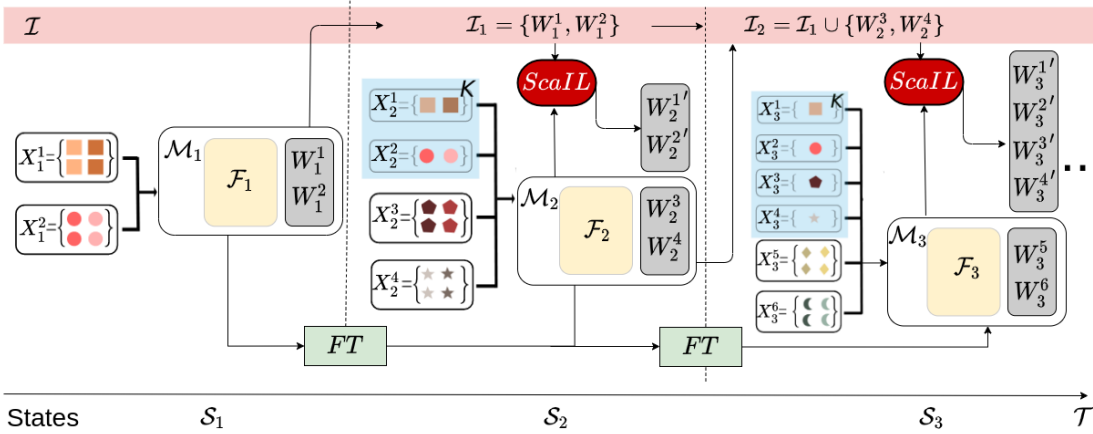 𝓘
𝓘₁ = {W₁¹, W₁²}
𝓘₂ = 𝓘₁ ∪ {W₂³, W₂⁴}
X₁¹={ }
X₁²={ }
𝓜₁
𝓕₁
W₁¹
W₁²
K
X₂¹={ }
X₂²={ }
X₂³={ }
X₂⁴={ }
ScaIL
W₂¹′
W₂²′
𝓜₂
𝓕₂
W₂³
W₂⁴
K
X₃¹={ }
X₃²={ }
X₃³={ }
X₃⁴={ }
X₃⁵={ }
X₃⁶={ }
ScaIL
W₃¹′
W₃²′
W₃³′
W₃⁴′
..
𝓜₃
𝓕₃
W₃⁵
W₃⁶
FT
FT
States 𝓢₁ 𝓢₂ 𝓢₃ 𝓣